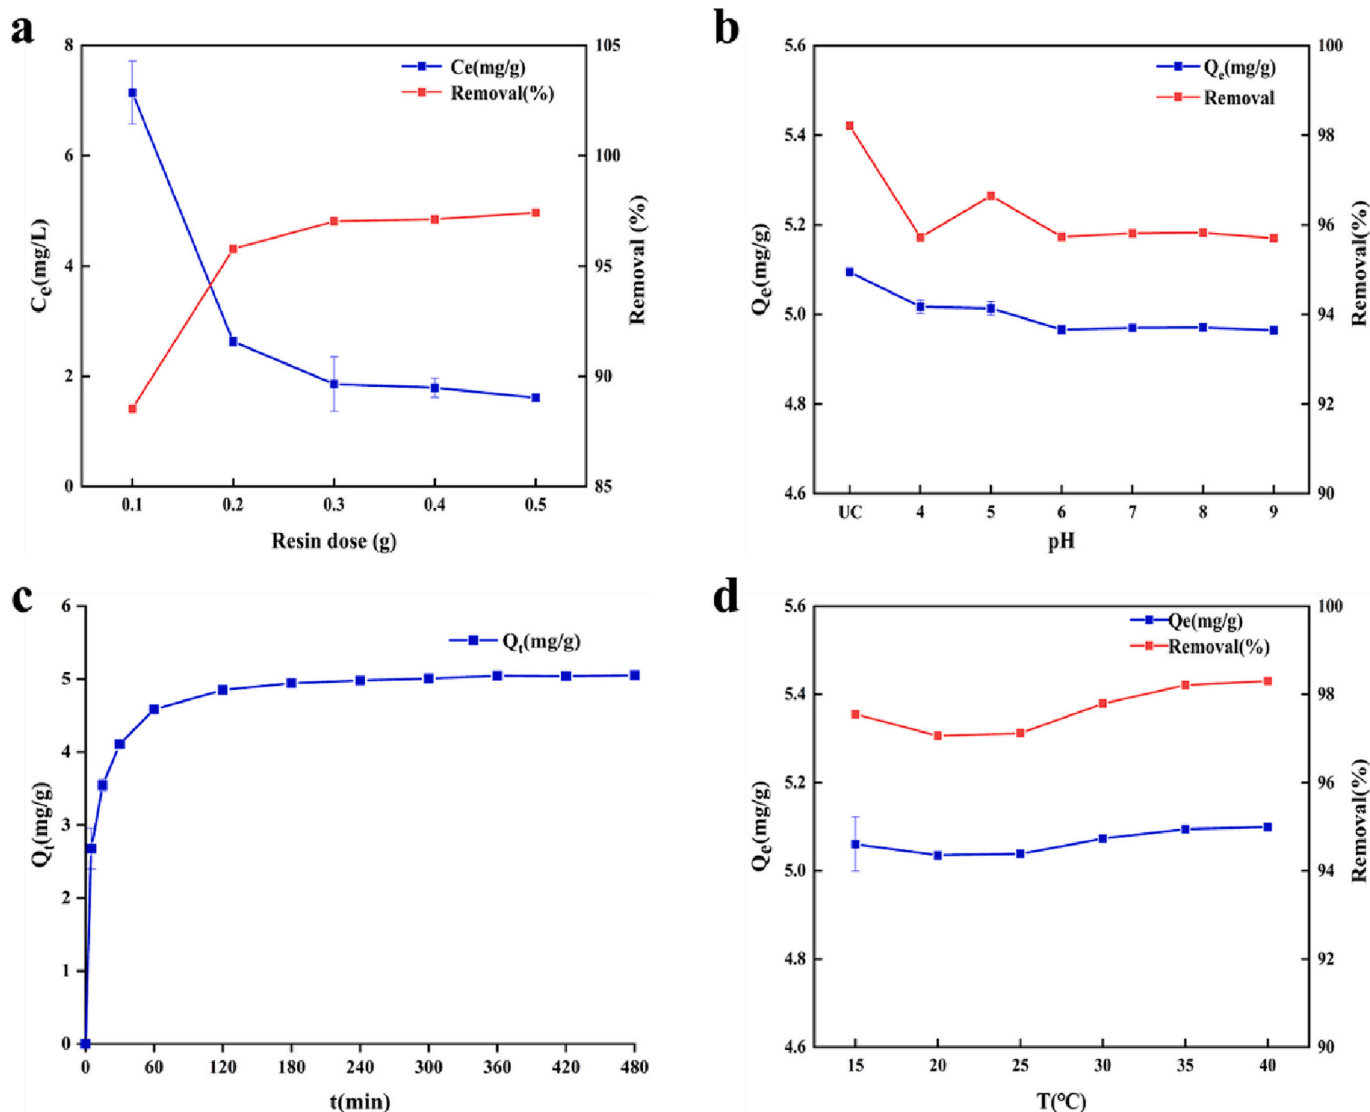 a
Ce(mg/g)
Removal(%)
8
6
4
2
0
105
100
95
90
85
Ce(mg/L)
Removal (%)
0.1 0.2 0.3 0.4 0.5
Resin dose (g)
b
Qe(mg/g)
Removal
5.6
5.4
5.2
5.0
4.8
4.6
100
98
96
94
92
90
Qe(mg/g)
Removal(%)
UC 4 5 6 7 8 9
pH
c
Qt(mg/g)
6
5
4
3
2
1
0
Qt(mg/g)
0 60 120 180 240 300 360 420 480
t(min)
d
Qe(mg/g)
Removal(%)
5.6
5.4
5.2
5.0
4.8
4.6
100
98
96
94
92
90
Qe(mg/g)
Removal(%)
15 20 25 30 35 40
T(℃)